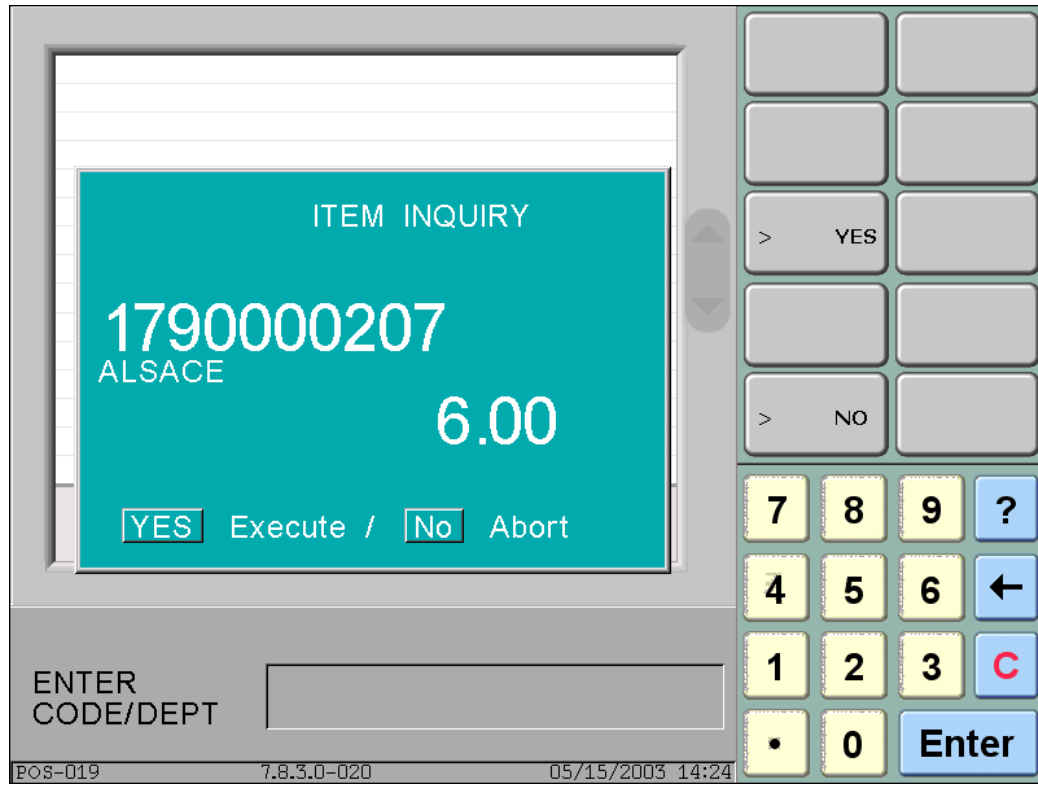 ITEM INQUIRY
1790000207
ALSACE
6.00
YES Execute / No Abort
ENTER
CODE/DEPT
POS-019 7.8.3.0-020 05/15/2003 14:24
> YES
> NO
7 8 9 ?
4 5 6 ←
1 2 3 C
. 0 Enter